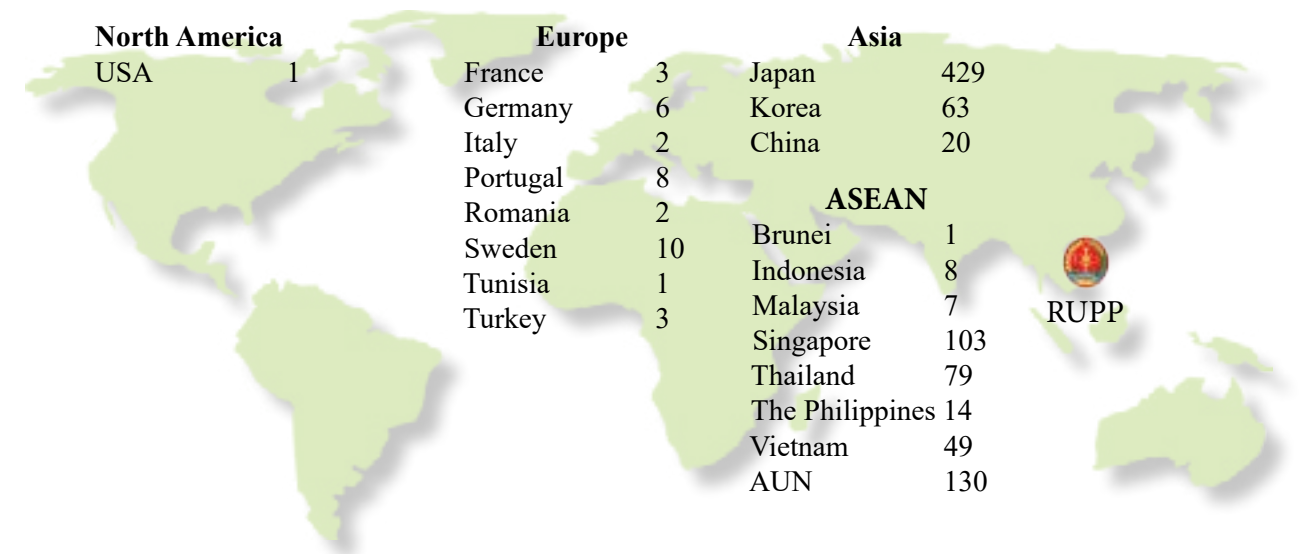 North America
USA 1
Europe
France 3
Germany 6
Italy 2
Portugal 8
Romania 2
Sweden 10
Tunisia 1
Turkey 3
Asia
Japan 429
Korea 63
China 20
ASEAN
Brunei 1
Indonesia 8
Malaysia 7
Singapore 103
Thailand 79
The Philippines 14
Vietnam 49
AUN 130
RUPP